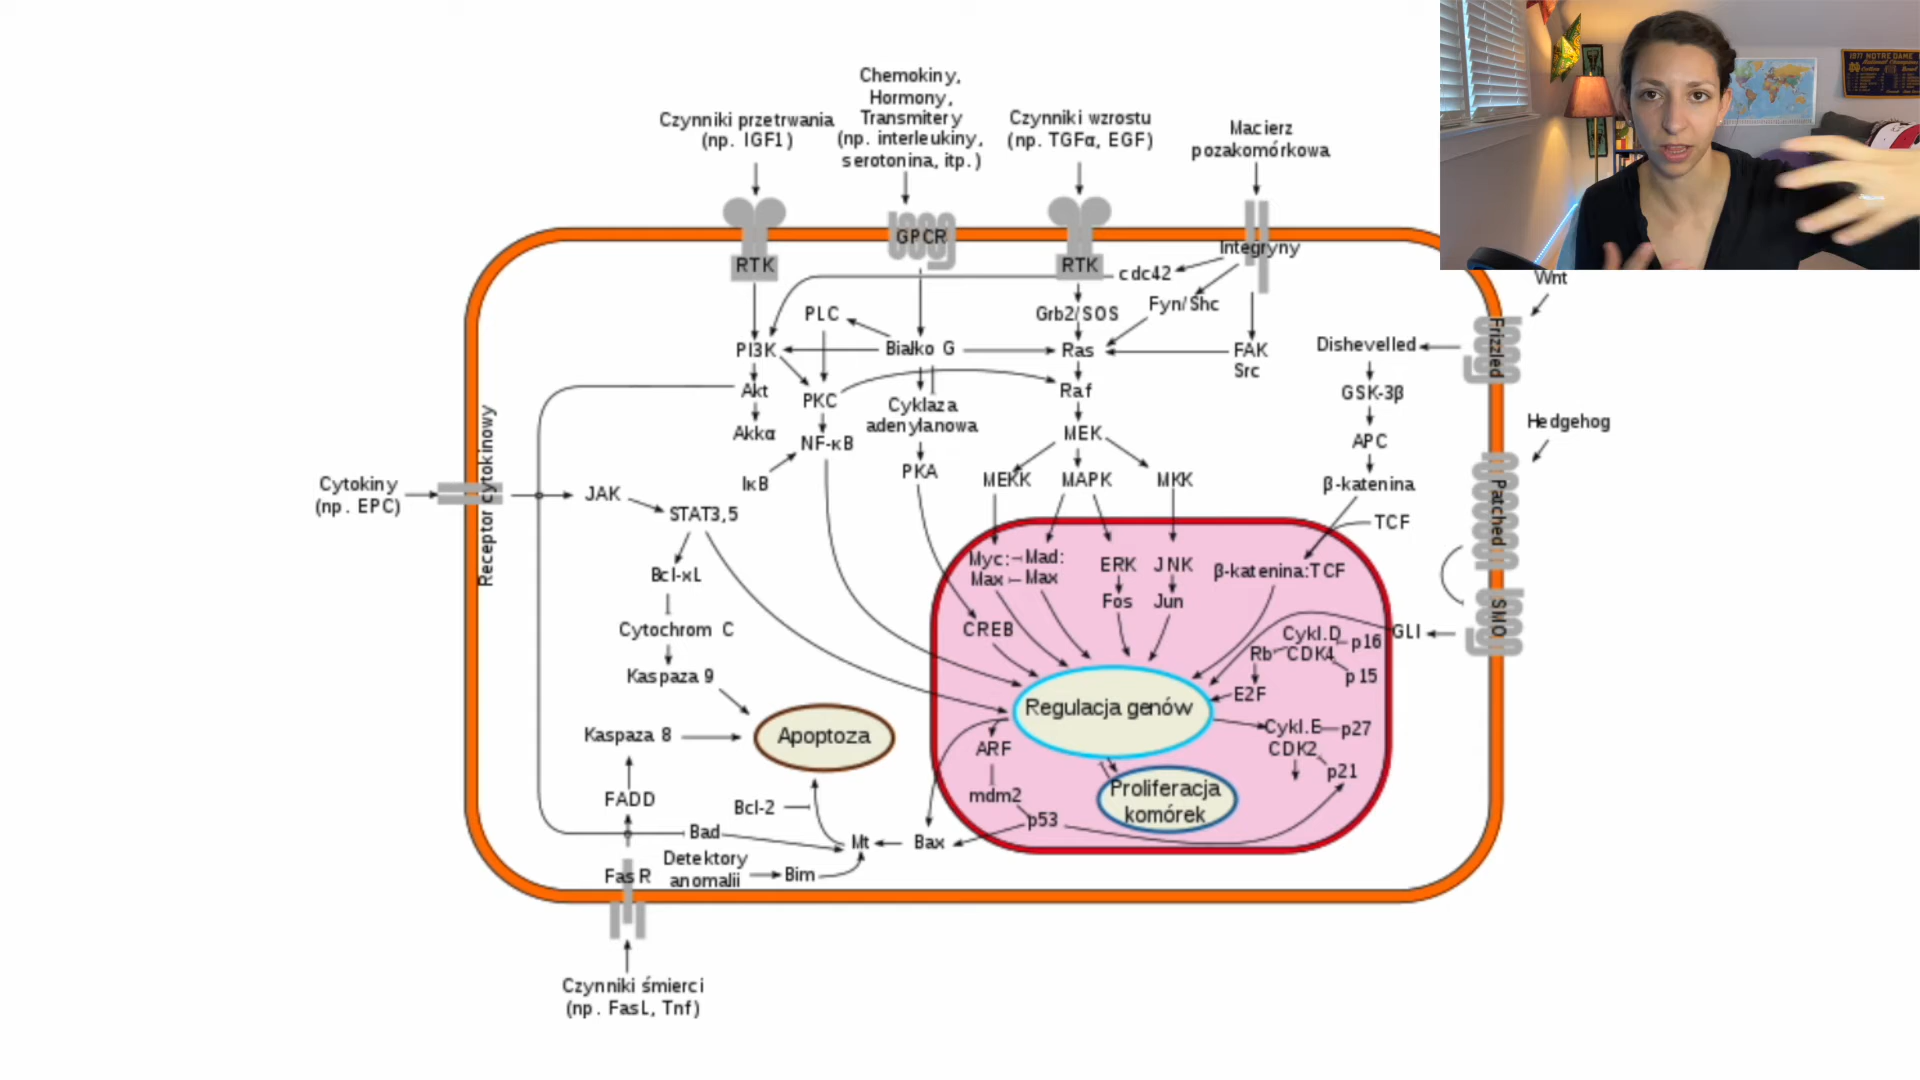 Chemokiny,
Hormony,
Transmitery
(np. interleukiny,
serotonina, itp.)
Czynniki przetrwania
(np. IGF1)
Czynniki wzrostu
(np. TGFα, EGF)
Macierz
pozakomórkowa
1977 NOTRE DAME
RTK
GPCR
RTK
Integryny
cdc42
Wnt
PLC
Grb2/SOS
Fyn/Shc
Frizzled
PI3K
Białko G
Ras
FAK
Src
Dishevelled
Akt
PKC
Cyklaza
adenylanowa
Raf
GSK-3β
Akkα
NF-κB
MEK
APC
Hedgehog
IκB
PKA
MEKK
MAPK
MKK
β-katenina
Patched
Cytokiny
(np. EPC)
Receptor cytokinowy
JAK
STAT3,5
TCF
Myc:
Max
Mad:
Max
ERK
JNK
β-katenina:TCF
Bcl-κL
Fos
Jun
SMO
Cytochrom C
CREB
GLI
Cykl.D
CDK4
p16
Rb
p15
Kaspaza 9
E2F
Regulacja genów
Kaspaza 8
Apoptoza
ARF
Cykl.E
CDK2
p27
p21
FADD
Bcl-2
mdm2
Proliferacja
komórek
p53
Bad
Mt
Bax
Fas R
Detektory
anomalii
Bim
Czynniki śmierci
(np. FasL, Tnf)